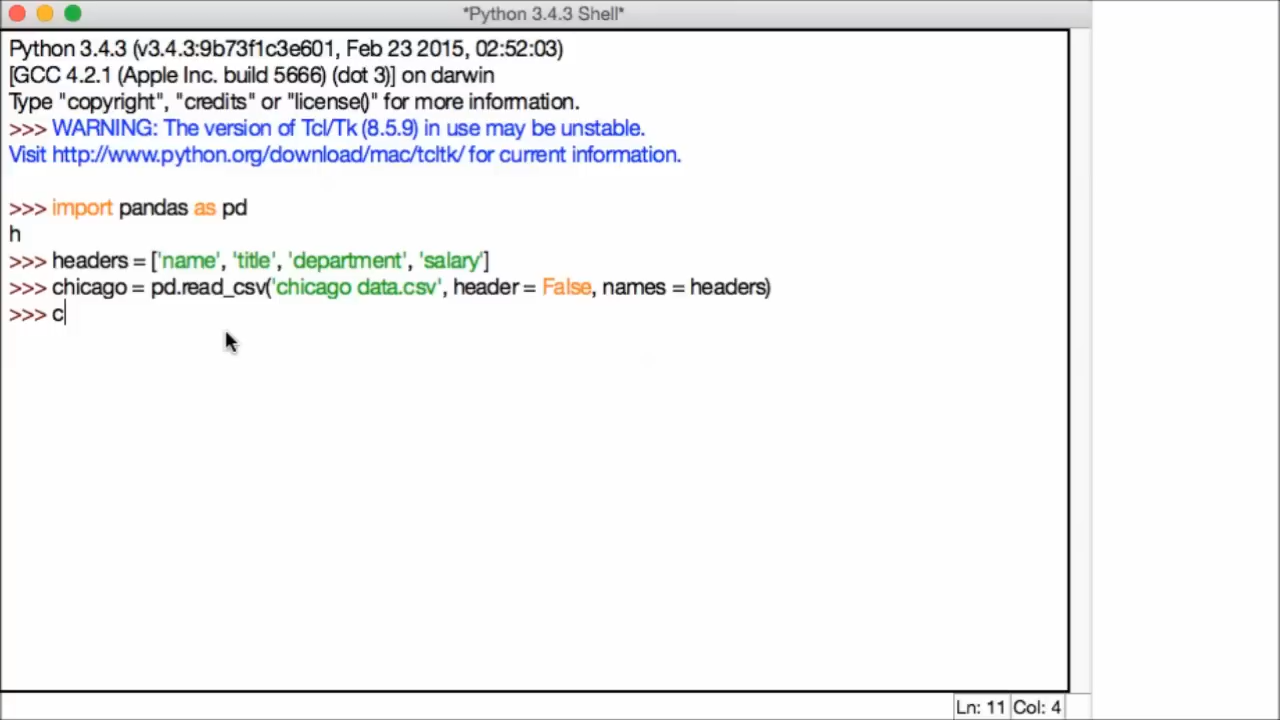 *Python 3.4.3 Shell*
Python 3.4.3 (v3.4.3:9b73f1c3e601, Feb 23 2015, 02:52:03)
[GCC 4.2.1 (Apple Inc. build 5666) (dot 3)] on darwin
Type "copyright", "credits" or "license()" for more information.
>>> WARNING: The version of Tcl/Tk (8.5.9) in use may be unstable.
Visit http://www.python.org/download/mac/tcltk/ for current information.
>>> import pandas as pd
h
>>> headers = ['name', 'title', 'department', 'salary']
>>> chicago = pd.read_csv('chicago data.csv', header = False, names = headers)
>>> c
Ln: 11 Col: 4